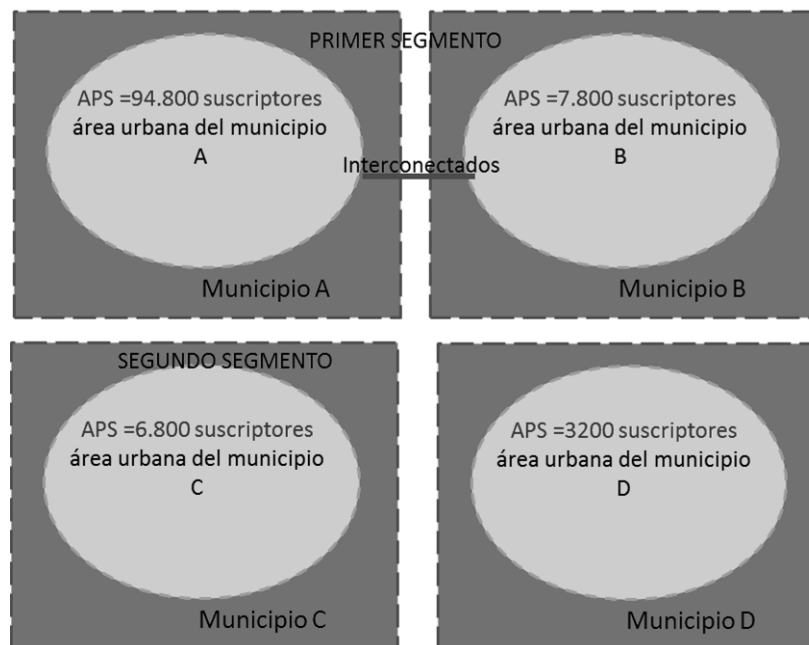 PRIMER SEGMENTO
APS =94.800 suscriptores
área urbana del municipio
A
Interconectados
Municipio A
APS =7.800 suscriptores
área urbana del municipio
B
Municipio B
SEGUNDO SEGMENTO
APS =6.800 suscriptores
área urbana del municipio
C
Municipio C
APS =3200 suscriptores
área urbana del municipio
D
Municipio D